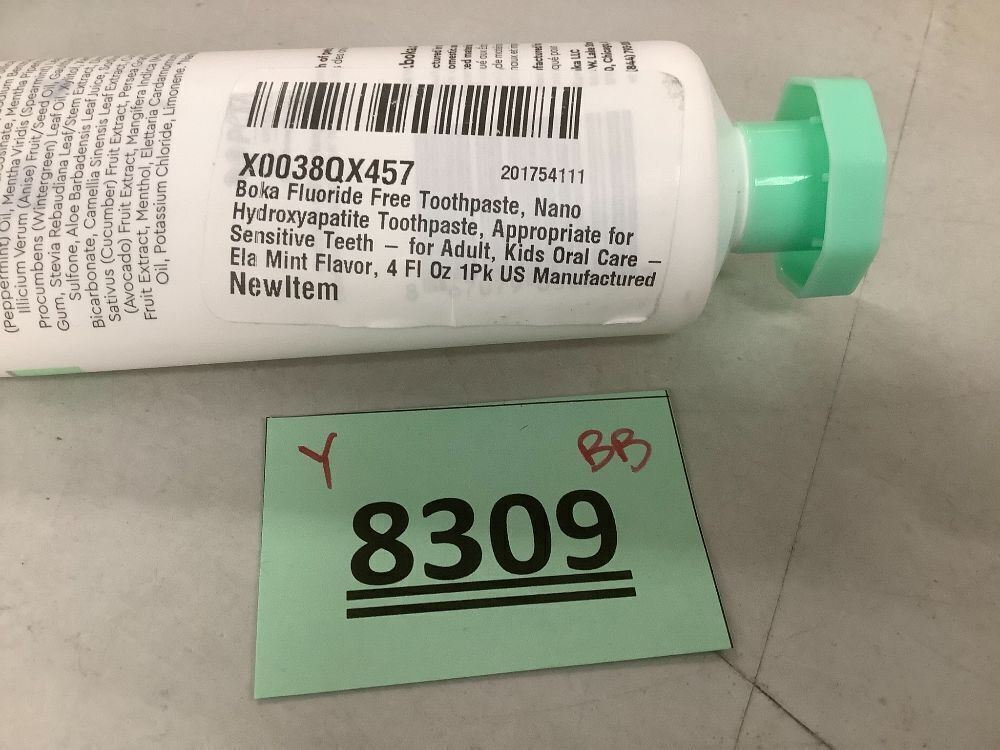 X0038QX457
201754111
Boka Fluoride Free Toothpaste, Nano
Hydroxyapatite Toothpaste, Appropriate for
Sensitive Teeth – for Adult, Kids Oral Care –
Ela Mint Flavor, 4 Fl Oz 1Pk US Manufactured
NewItem
(Peppermint) Oil, Mentha Viridis (Spearmint)
Illicium Verum (Anise) Fruit/Seed Oil,
Procumbens (Wintergreen) Leaf Oil,
Gum, Stevia Rebaudiana Leaf/Stem Extract,
Sulfone, Aloe Barbadensis Leaf Juice,
Bicarbonate, Camellia Sinensis Leaf Extract,
Sativus (Cucumber) Fruit Extract, Persea
(Avocado) Fruit Extract, Mangifera Indica
Fruit Extract, Menthol, Elettaria Cardamomum
Oil, Potassium Chloride, Limonene
Y
BB
8309